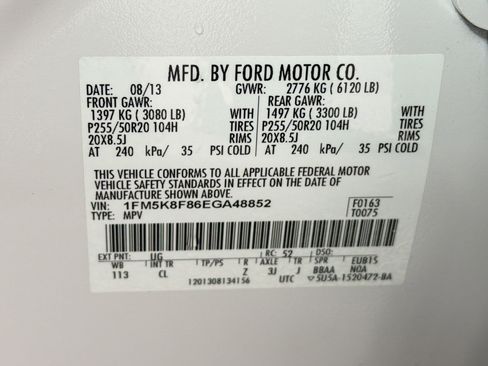 MFD. BY FORD MOTOR CO.
DATE: 08/13 GVWR: 2776 KG ( 6120 LB)
FRONT GAWR: REAR GAWR:
1397 KG ( 3080 LB) WITH 1497 KG ( 3300 LB) WITH
P255/50R20 104H TIRES P255/50R20 104H TIRES
20X8.5J RIMS 20X8.5J RIMS
AT 240 kPa/ 35 PSI COLD AT 240 kPa/ 35 PSI COLD
THIS VEHICLE CONFORMS TO ALL APPLICABLE FEDERAL MOTOR
VEHICLE SAFETY STANDARDS IN EFFECT ON THE DATE OF
MANUFACTURE SHOWN ABOVE.
VIN: 1FM5K8F86EGA48852 F0163
TYPE: MPV T0075
EXT PNT: UG RC: 52 DSO:
WB INT TR TP/PS R AXLE TR SPR EUB15
113 CL Z 3J J BBAA NOA
1201308134156 UTC 5U5A-1520472-BA